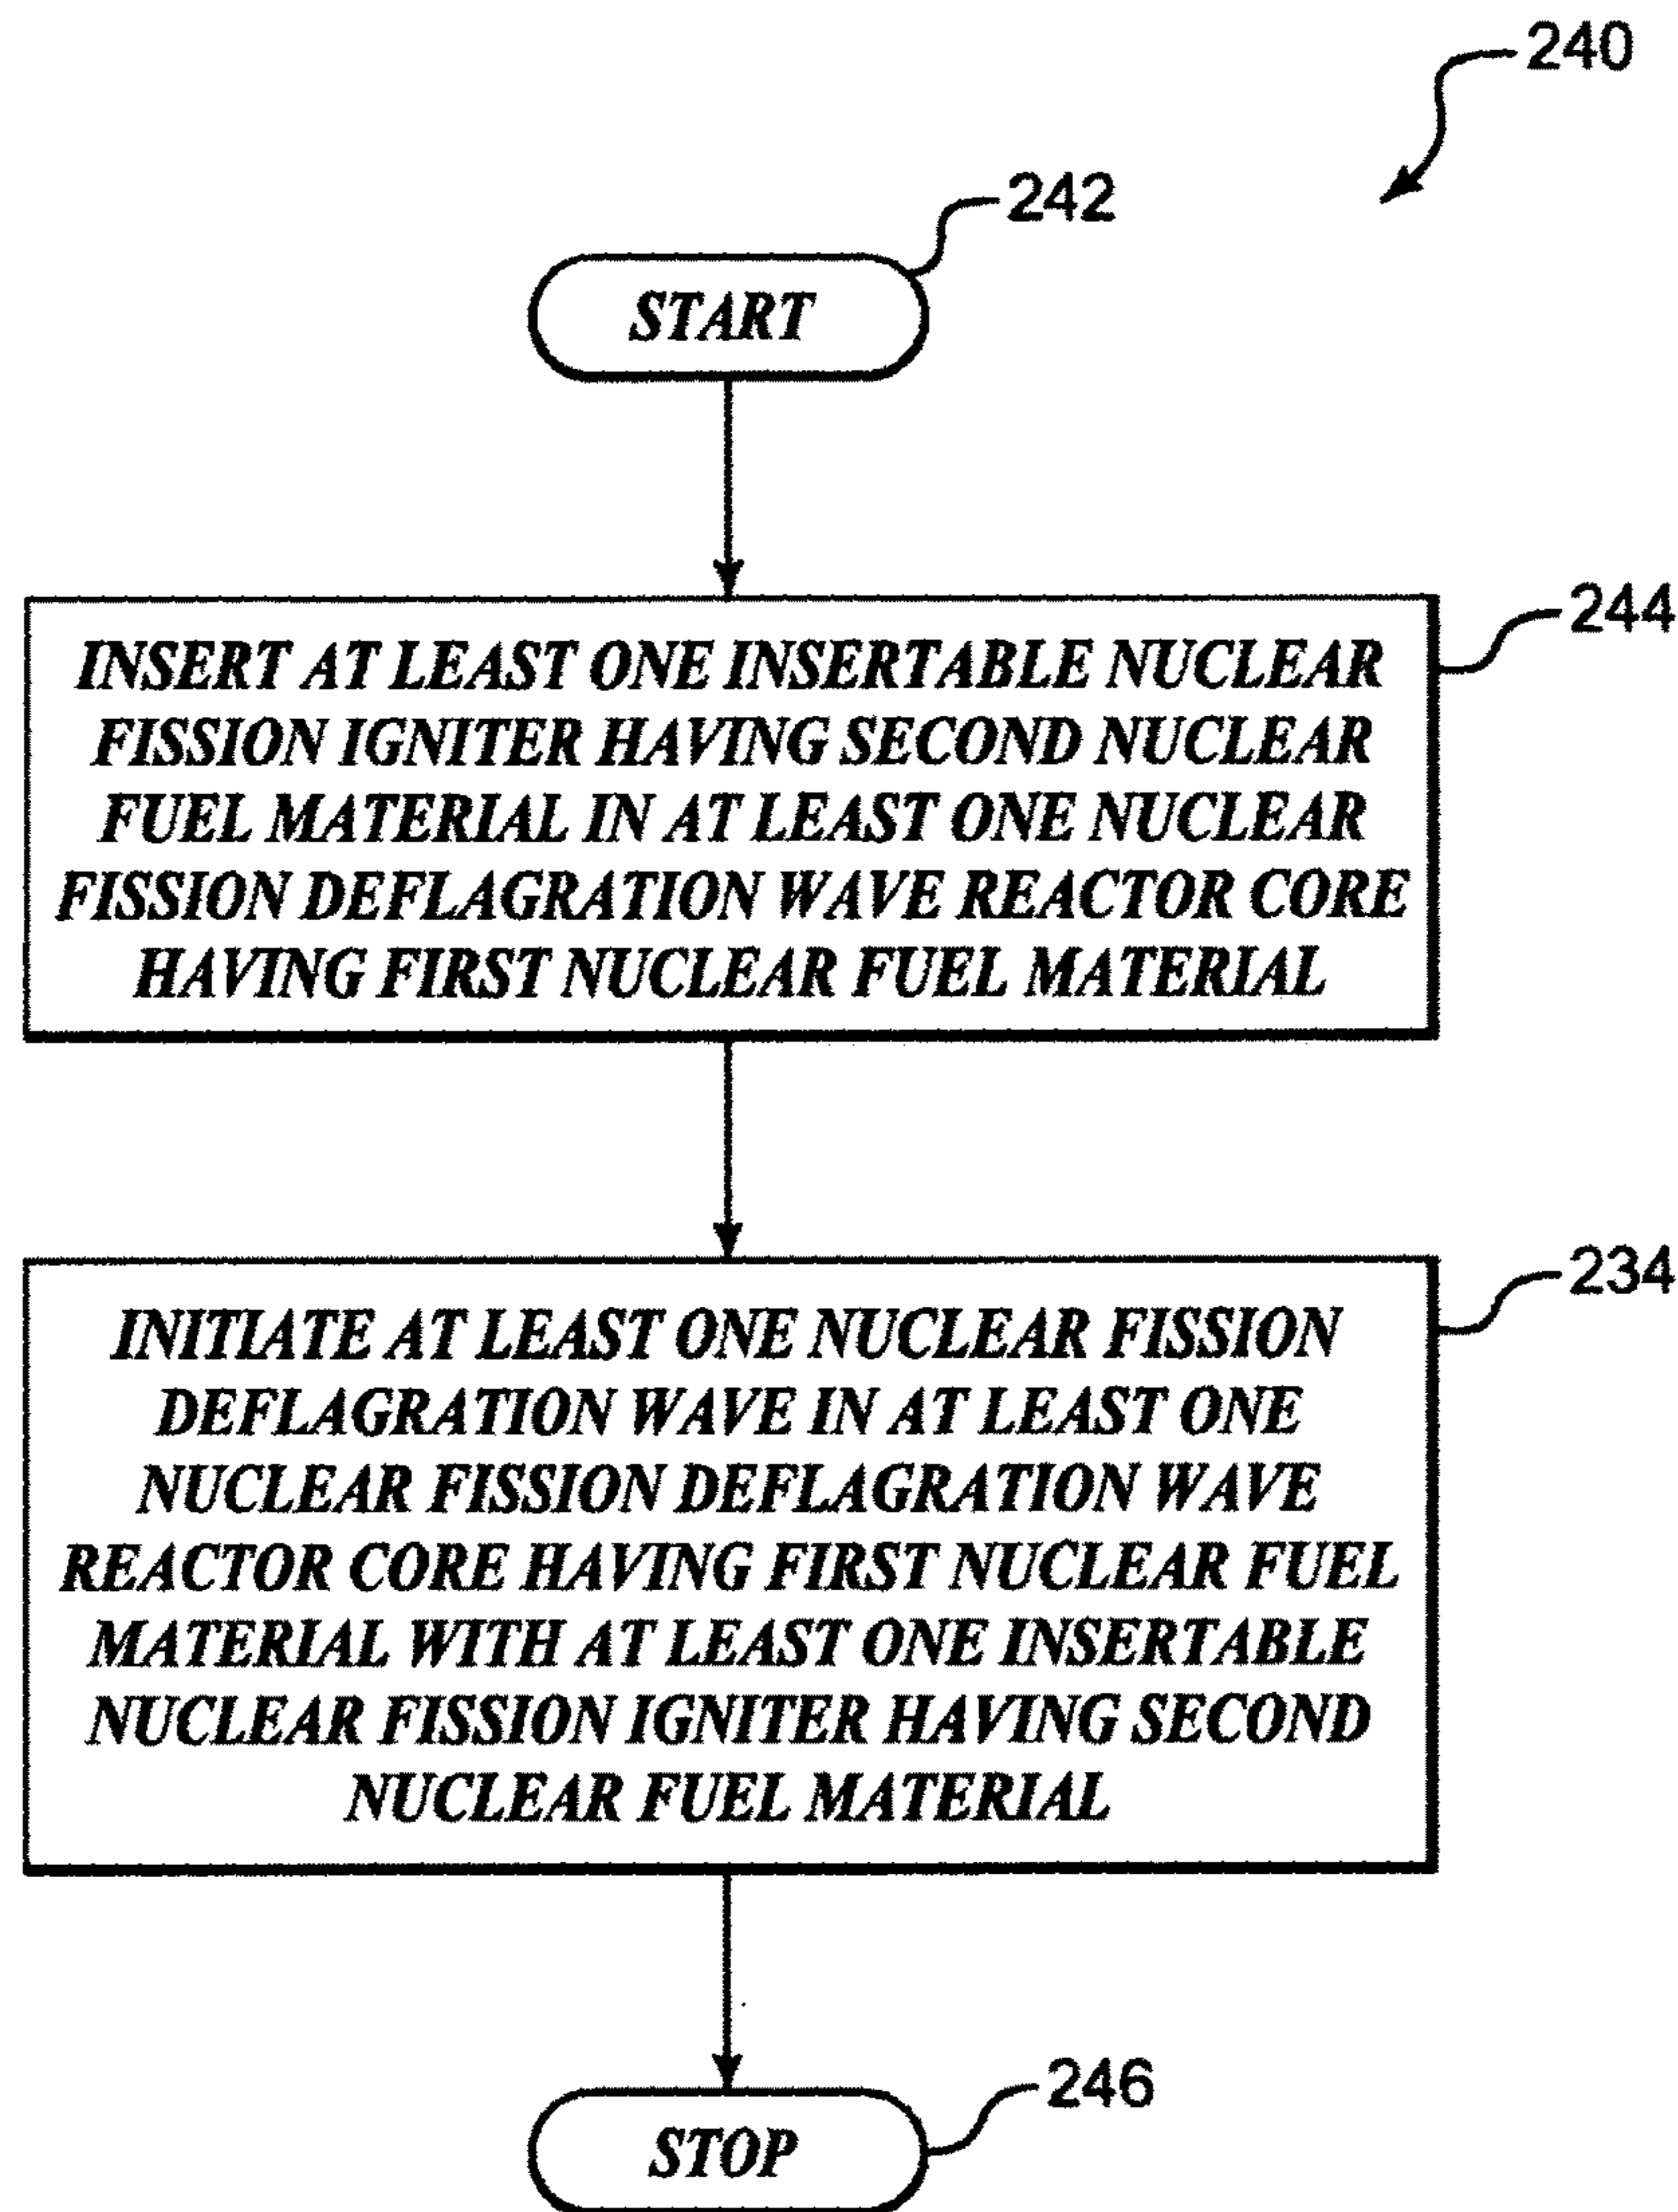 240
242
START
244
INSERT AT LEAST ONE INSERTABLE NUCLEAR
FISSION IGNITER HAVING SECOND NUCLEAR
FUEL MATERIAL IN AT LEAST ONE NUCLEAR
FISSION DEFLAGRATION WAVE REACTOR CORE
HAVING FIRST NUCLEAR FUEL MATERIAL
234
INITIATE AT LEAST ONE NUCLEAR FISSION
DEFLAGRATION WAVE IN AT LEAST ONE
NUCLEAR FISSION DEFLAGRATION WAVE
REACTOR CORE HAVING FIRST NUCLEAR FUEL
MATERIAL WITH AT LEAST ONE INSERTABLE
NUCLEAR FISSION IGNITER HAVING SECOND
NUCLEAR FUEL MATERIAL
246
STOP